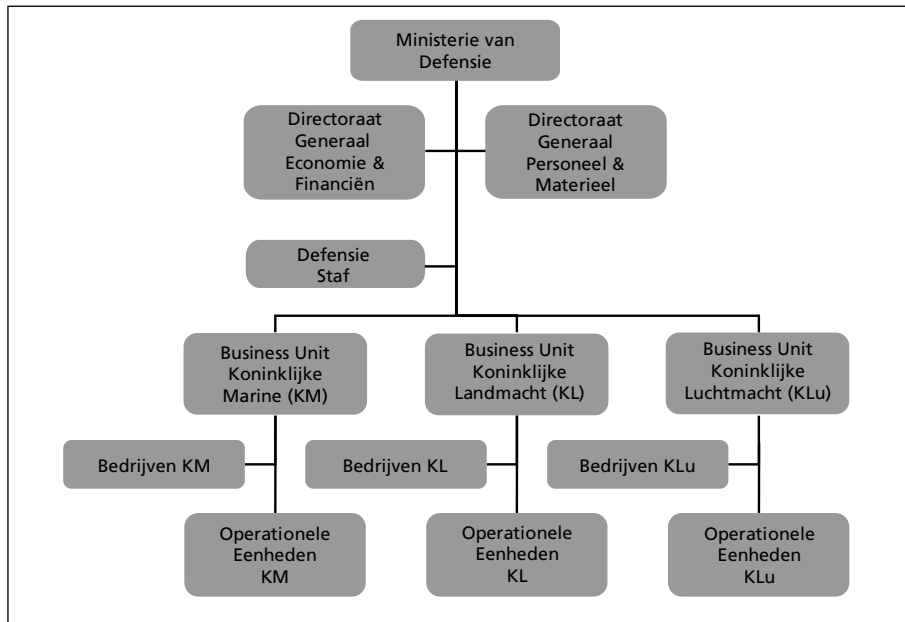 Ministerie van
Defensie
Directoraat
Generaal
Economie &
Financiën
Directoraat
Generaal
Personeel &
Materieel
Defensie
Staf
Business Unit
Koninklijke
Marine (KM)
Business Unit
Koninklijke
Landmacht (KL)
Business Unit
Koninklijke
Luchtmacht (KLu)
Bedrijven KM
Bedrijven KL
Bedrijven KLu
Operationele
Eenheden
KM
Operationele
Eenheden
KL
Operationele
Eenheden
KLu